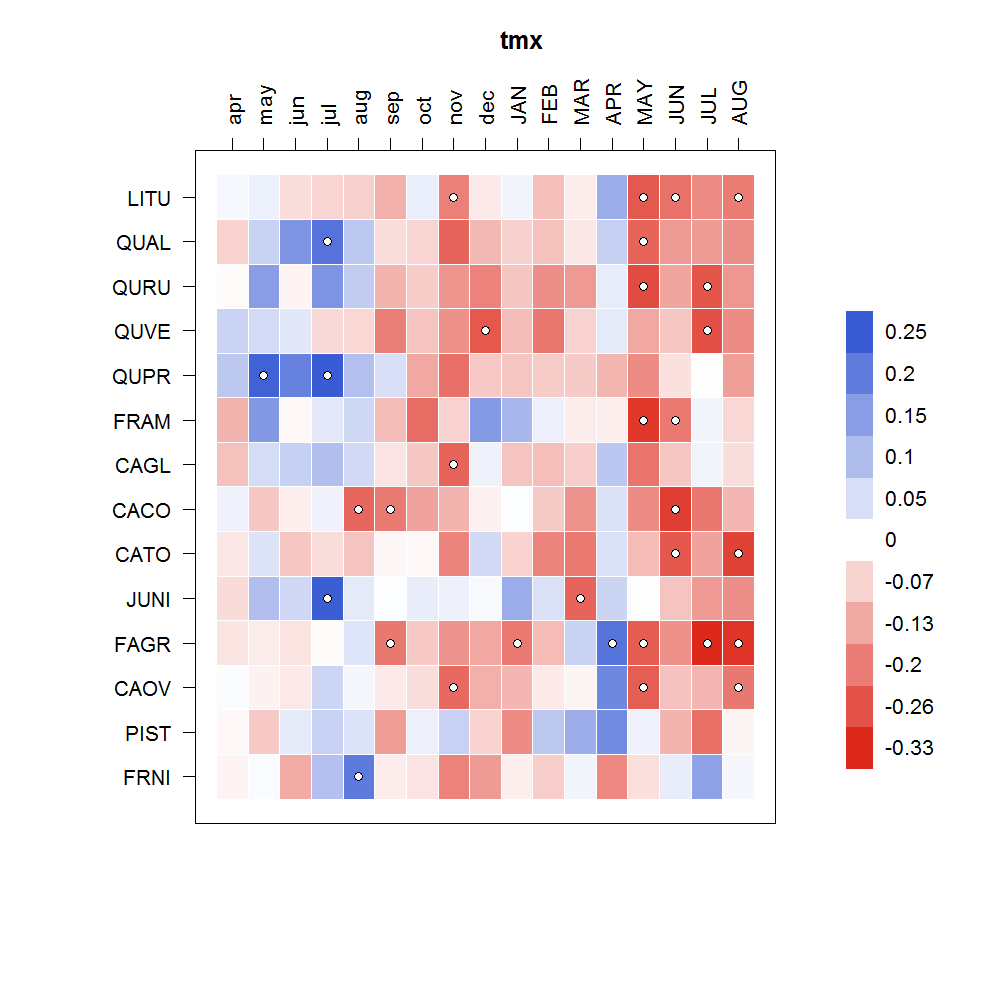 tmx
apr may jun jul aug sep oct nov dec JAN FEB MAR APR MAY JUN JUL AUG
LITU
QUAL
QURU
QUVE
QUPR
FRAM
CAGL
CACO
CATO
JUNI
FAGR
CAOV
PIST
FRNI
0.25
0.2
0.15
0.1
0.05
0
-0.07
-0.13
-0.2
-0.26
-0.33